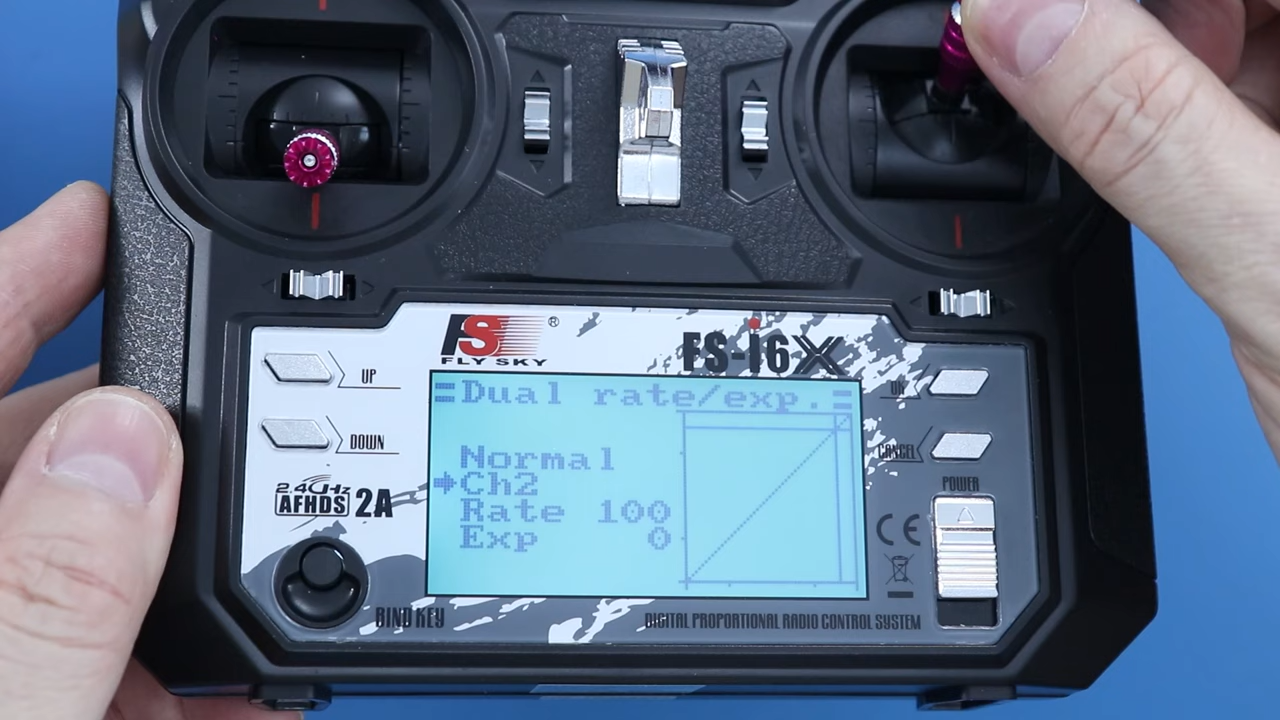 FS
®
FLY SKY
FS-i6X
UP
DOWN
OK
CANCEL
=Dual rate/exp.=
Normal
➔Ch2
Rate 100
Exp 0
2.4GHz
AFHDS 2A
POWER
CE
BIND KEY
DIGITAL PROPORTIONAL RADIO CONTROL SYSTEM